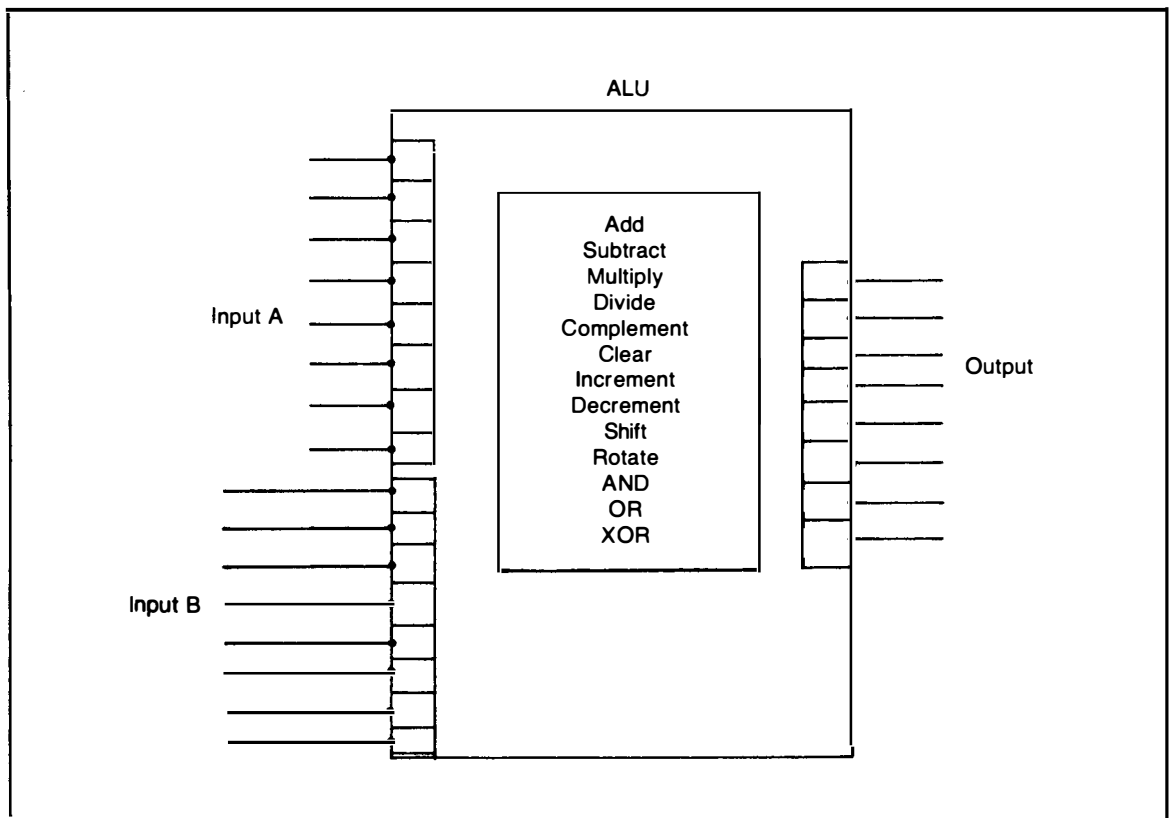 ALU
Input A
Input B
Add
Subtract
Multiply
Divide
Complement
Clear
Increment
Decrement
Shift
Rotate
AND
OR
XOR
Output